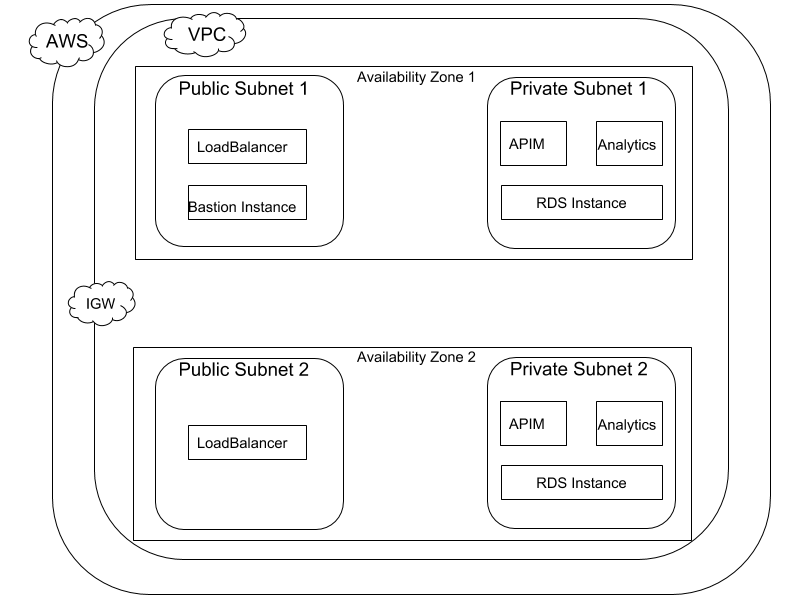 AWS
VPC
Availability Zone 1
Public Subnet 1
Private Subnet 1
LoadBalancer
APIM
Analytics
Bastion Instance
RDS Instance
IGW
Availability Zone 2
Public Subnet 2
Private Subnet 2
LoadBalancer
APIM
Analytics
RDS Instance